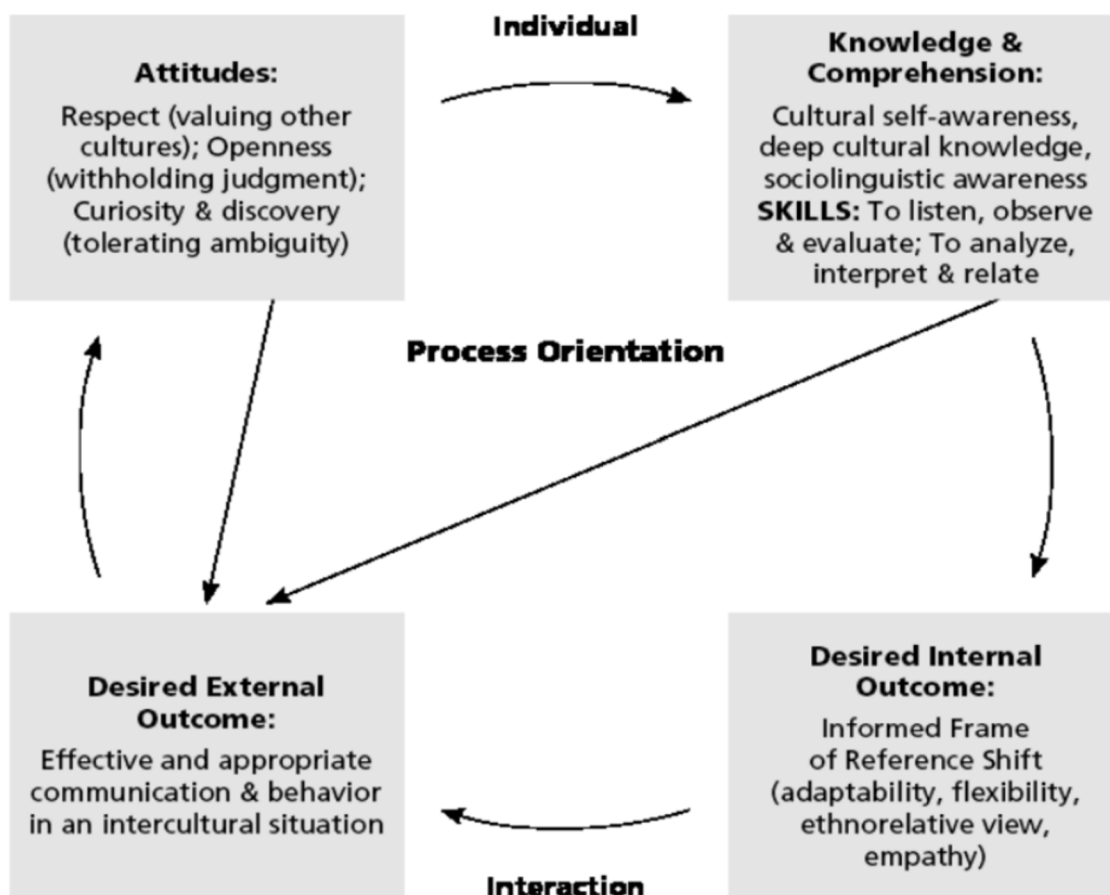 Individual
Attitudes:
Respect (valuing other
cultures); Openness
(withholding judgment);
Curiosity & discovery
(tolerating ambiguity)
Knowledge &
Comprehension:
Cultural self-awareness,
deep cultural knowledge,
sociolinguistic awareness
SKILLS: To listen, observe
& evaluate; To analyze,
interpret & relate
Process Orientation
Desired External
Outcome:
Effective and appropriate
communication & behavior
in an intercultural situation
Desired Internal
Outcome:
Informed Frame
of Reference Shift
(adaptability, flexibility,
ethnorelative view,
empathy)
Interaction